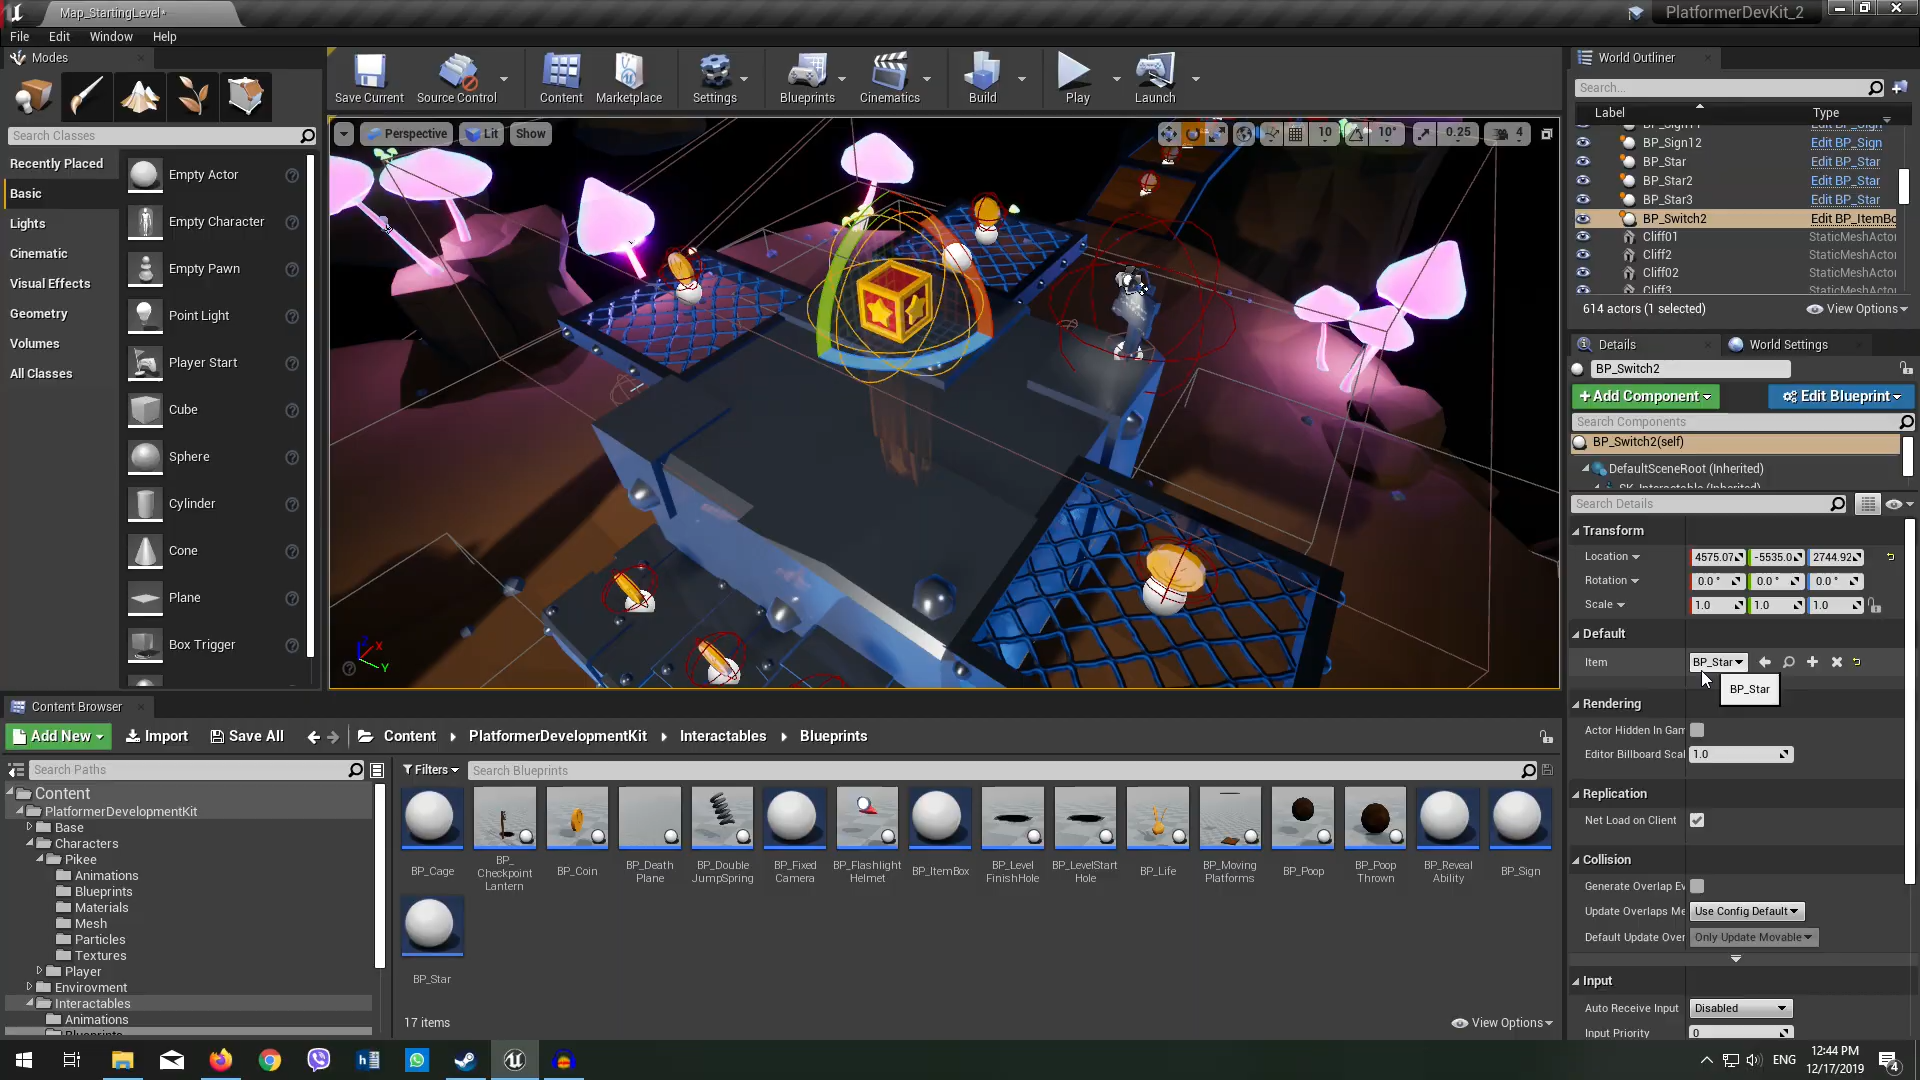 Map_StartingLevel*
PlatformerDevKit_2
File Edit Window Help
Modes
Search Classes
Recently Placed
Basic
Lights
Cinematic
Visual Effects
Geometry
Volumes
All Classes
Empty Actor
Empty Character
Empty Pawn
Point Light
Player Start
Cube
Sphere
Cylinder
Cone
Plane
Box Trigger
Save Current
Source Control
Content
Marketplace
Settings
Blueprints
Cinematics
Build
Play
Launch
Perspective Lit Show
10 10° 0.25 4
X
Y
World Outliner
Search...
Label Type
BP_Sign12 Edit BP_Sign
BP_Star Edit BP_Star
BP_Star2 Edit BP_Star
BP_Star3 Edit BP_Star
BP_Switch2 Edit BP_ItemBo
Cliff01 StaticMeshActor
Cliff2 StaticMeshActor
Cliff02 StaticMeshActor
Cliff3 StaticMeshActor
614 actors (1 selected) View Options
Details World Settings
BP_Switch2
+Add Component Edit Blueprint
Search Components
BP_Switch2(self)
DefaultSceneRoot (Inherited)
SK_Interactable (Inherited)
Search Details
Transform
Location 4575.07 -5535.0 2744.92
Rotation 0.0 ° 0.0 ° 0.0 °
Scale 1.0 1.0 1.0
Default
Item BP_Star
BP_Star
Rendering
Actor Hidden In Gam
Editor Billboard Scal 1.0
Replication
Net Load on Client
Collision
Generate Overlap Ev
Update Overlaps Me Use Config Default
Default Update Over Only Update Movable
Input
Auto Receive Input Disabled
Input Priority 0
Content Browser
Add New Import Save All Content PlatformerDevelopmentKit Interactables Blueprints
Search Paths
Filters Search Blueprints
Content
PlatformerDevelopmentKit
Base
Characters
Pikee
Animations
Blueprints
Materials
Mesh
Particles
Textures
Player
Envirovment
Interactables
Animations
Blueprints
BP_Cage
BP_
Checkpoint
Lantern
BP_Coin
BP_Death
Plane
BP_Double
JumpSpring
BP_Fixed
Camera
BP_Flashlight
Helmet
BP_ItemBox
BP_Level
FinishHole
BP_LevelStart
Hole
BP_Life
BP_Moving
Platforms
BP_Poop
BP_Poop
Thrown
BP_Reveal
Ability
BP_Sign
BP_Star
17 items View Options
ENG
12:44 PM
12/17/2019
4